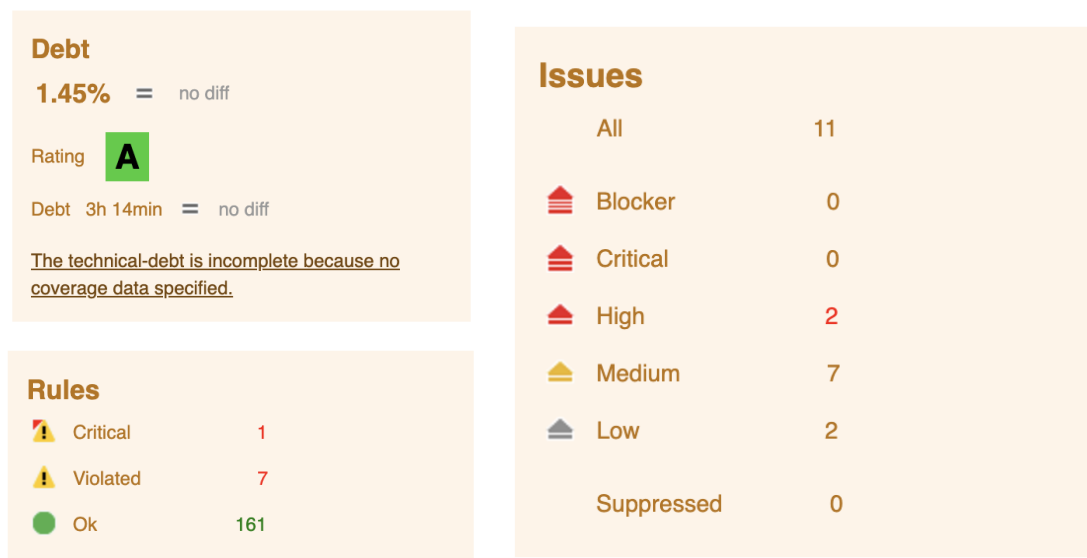 Debt
1.45% = no diff
Rating A
Debt 3h 14min = no diff
The technical-debt is incomplete because no
coverage data specified.
Rules
Critical 1
Violated 7
Ok 161
Issues
All 11
Blocker 0
Critical 0
High 2
Medium 7
Low 2
Suppressed 0